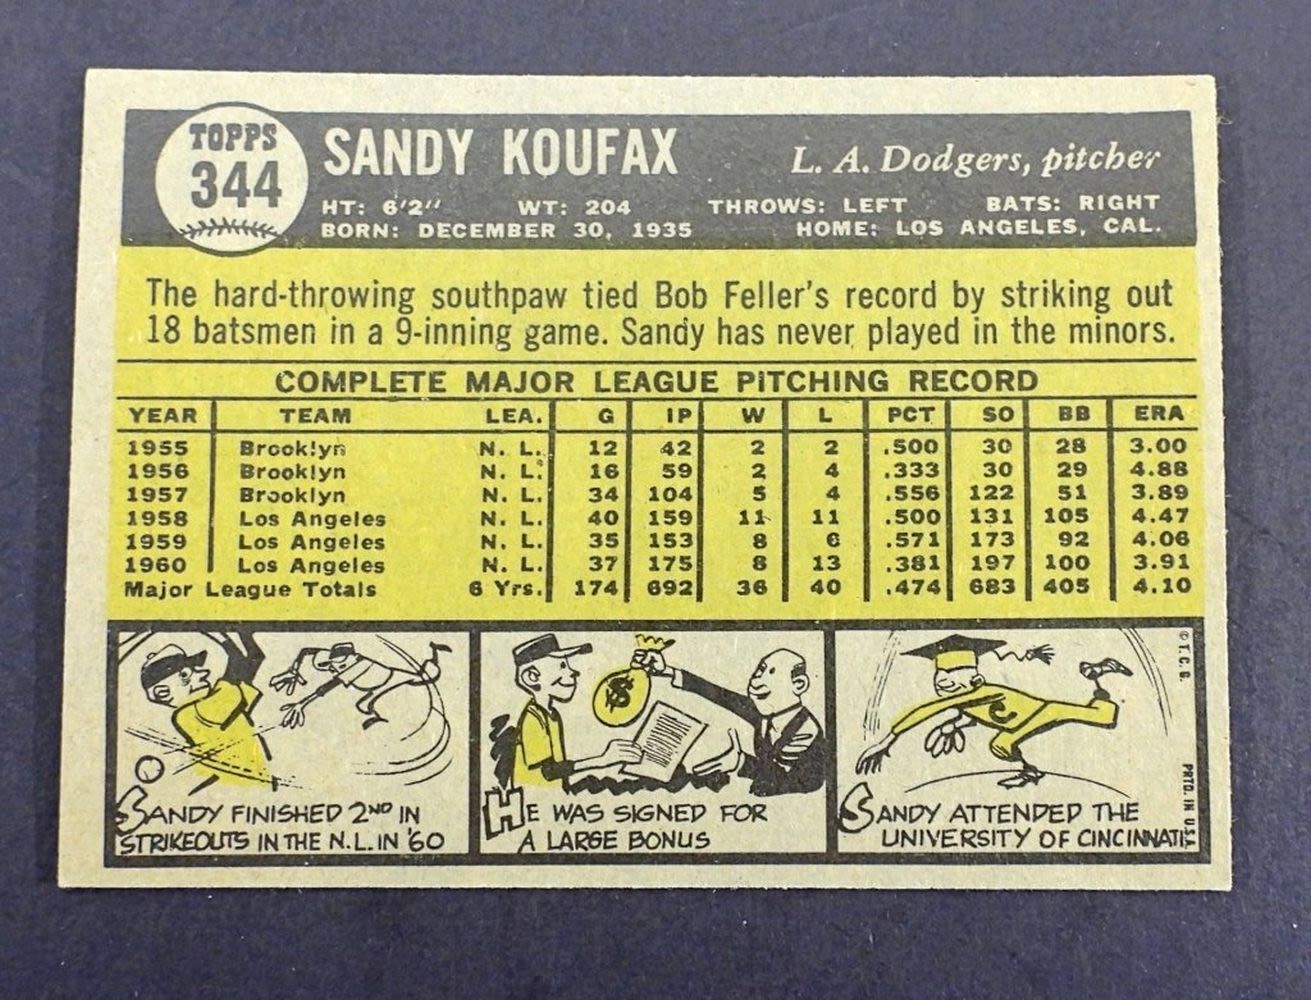 TOPPS
344
SANDY KOUFAX
L. A. Dodgers, pitcher
HT: 6'2" WT: 204 THROWS: LEFT BATS: RIGHT
BORN: DECEMBER 30, 1935 HOME: LOS ANGELES, CAL.
The hard-throwing southpaw tied Bob Feller's record by striking out
18 batsmen in a 9-inning game. Sandy has never played in the minors.
COMPLETE MAJOR LEAGUE PITCHING RECORD
YEAR TEAM LEA. G IP W L PCT SO BB ERA
1955 Brooklyn N. L. 12 42 2 2 .500 30 28 3.00
1956 Brooklyn N. L. 16 59 2 4 .333 30 29 4.88
1957 Brooklyn N. L. 34 104 5 4 .556 122 51 3.89
1958 Los Angeles N. L. 40 159 11 11 .500 131 105 4.47
1959 Los Angeles N. L. 35 153 8 6 .571 173 92 4.06
1960 Los Angeles N. L. 37 175 8 13 .381 197 100 3.91
Major League Totals 6 Yrs. 174 692 36 40 .474 683 405 4.10
SANDY FINISHED 2ND IN
STRIKEOUTS IN THE N.L. IN '60
$
HE WAS SIGNED FOR
A LARGE BONUS
C
SANDY ATTENDED THE
UNIVERSITY OF CINCINNATI
© T. C. G.
PRTD. IN U.S.A.